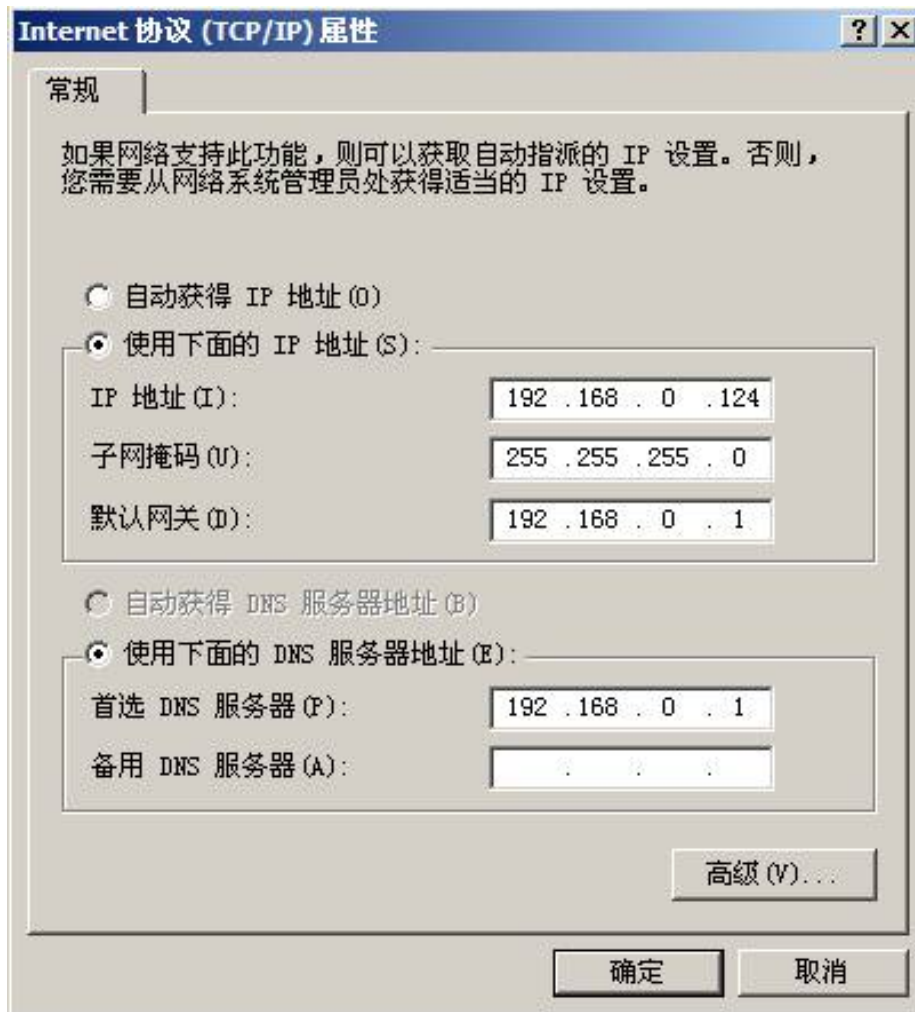 Internet 协议 (TCP/IP) 属性
常规
如果网络支持此功能，则可以获取自动指派的 IP 设置。否则，
您需要从网络系统管理员处获得适当的 IP 设置。
自动获得 IP 地址(O)
使用下面的 IP 地址(S):
IP 地址(I): 192 .168 . 0 .124
子网掩码(U): 255 .255 .255 . 0
默认网关(D): 192 .168 . 0 . 1
自动获得 DNS 服务器地址(B)
使用下面的 DNS 服务器地址(E):
首选 DNS 服务器(P): 192 .168 . 0 . 1
备用 DNS 服务器(A): . . .
高级(V)...
确定 取消